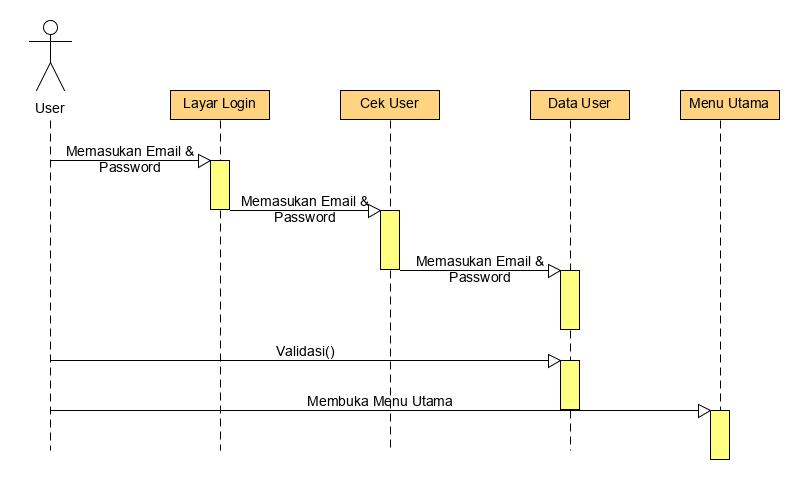 User
Layar Login
Cek User
Data User
Menu Utama
Memasukan Email &
Password
Memasukan Email &
Password
Memasukan Email &
Password
Validasi()
Membuka Menu Utama